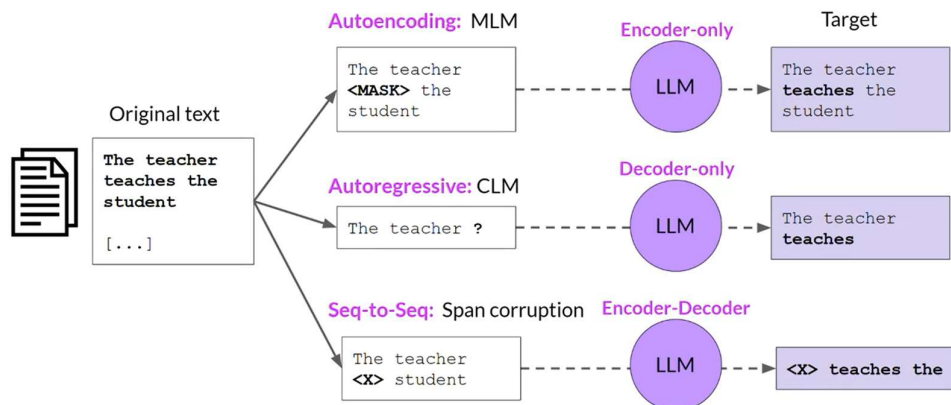 Original text
The teacher
teaches the
student
[...]
Autoencoding: MLM
The teacher
<MASK> the
student
Encoder-only
LLM
Target
The teacher
teaches the
student
Autoregressive: CLM
The teacher ?
Decoder-only
LLM
The teacher
teaches
Seq-to-Seq: Span corruption
The teacher
<X> student
Encoder-Decoder
LLM
<X> teaches the